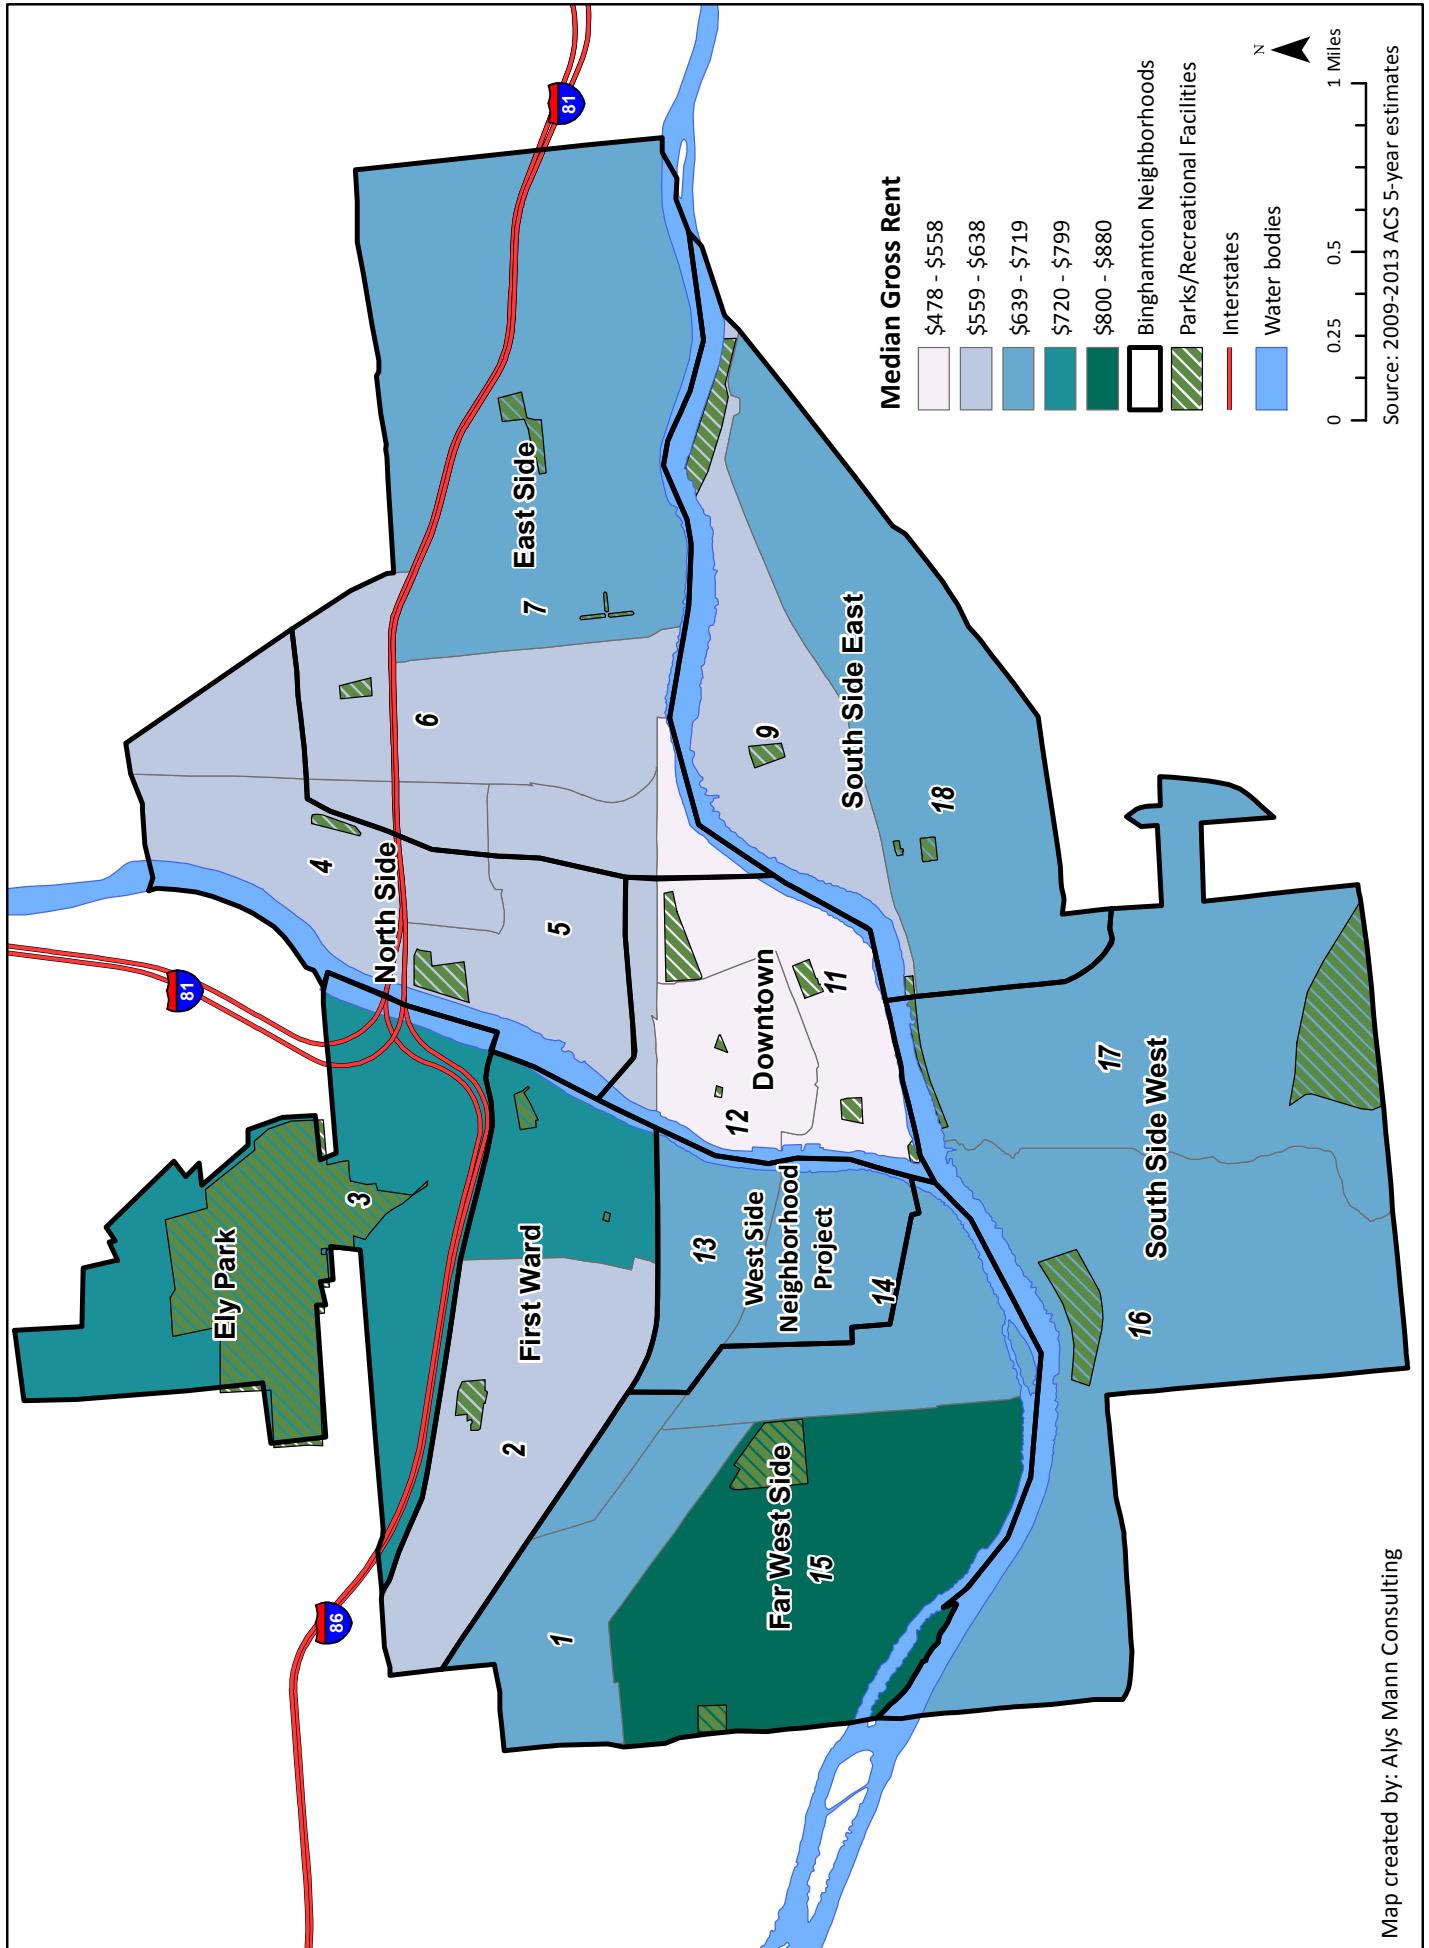 81
81
86
Ely Park
3
North Side
4
5
6
East Side
7
First Ward
2
1
Downtown
12
11
West Side
Neighborhood
Project
13
14
Far West Side
15
South Side East
9
18
South Side West
16
17
Median Gross Rent
$478 - $558
$559 - $638
$639 - $719
$720 - $799
$800 - $880
Binghamton Neighborhoods
Parks/Recreational Facilities
Interstates
Water bodies
N
0 0.25 0.5 1 Miles
Source: 2009-2013 ACS 5-year estimates
Map created by: Alys Mann Consulting